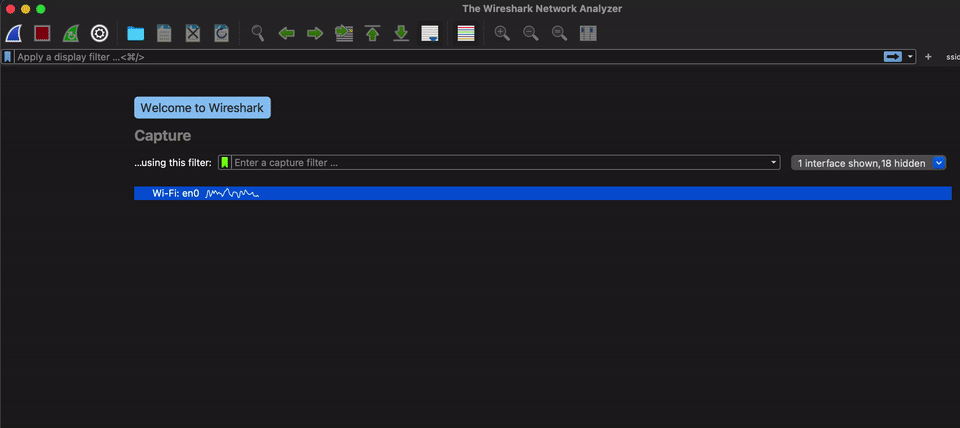 The Wireshark Network Analyzer
Apply a display filter ...<⌘/>
+ ssid
Welcome to Wireshark
Capture
...using this filter: Enter a capture filter ... 1 interface shown, 18 hidden
Wi-Fi: en0